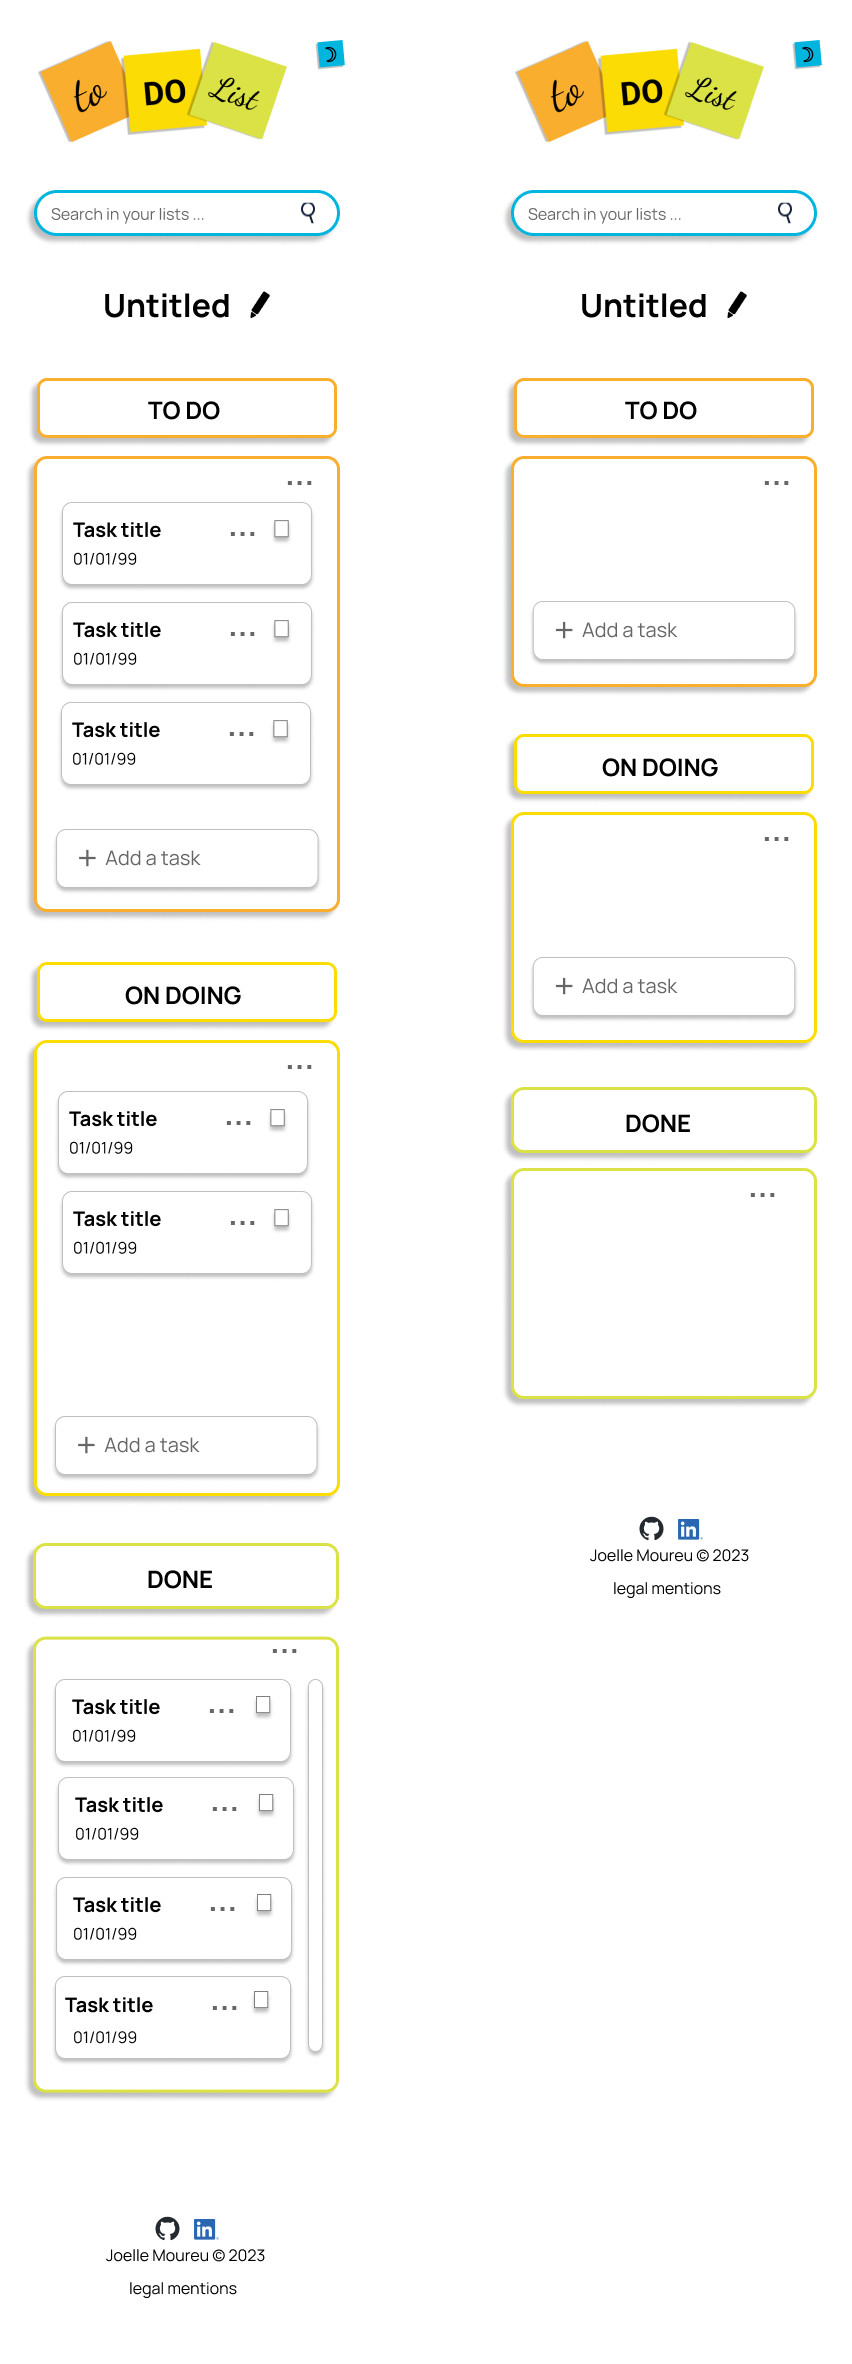 to DO List
Search in your lists ...
Untitled
TO DO
...
Task title ...
01/01/99
Task title ...
01/01/99
Task title ...
01/01/99
+ Add a task
ON DOING
...
Task title ...
01/01/99
Task title ...
01/01/99
+ Add a task
DONE
...
Task title ...
01/01/99
Task title ...
01/01/99
Task title ...
01/01/99
Task title ...
01/01/99
in
Joelle Moureu © 2023
legal mentions
to DO List
Search in your lists ...
Untitled
TO DO
...
+ Add a task
ON DOING
...
+ Add a task
DONE
...
in
Joelle Moureu © 2023
legal mentions